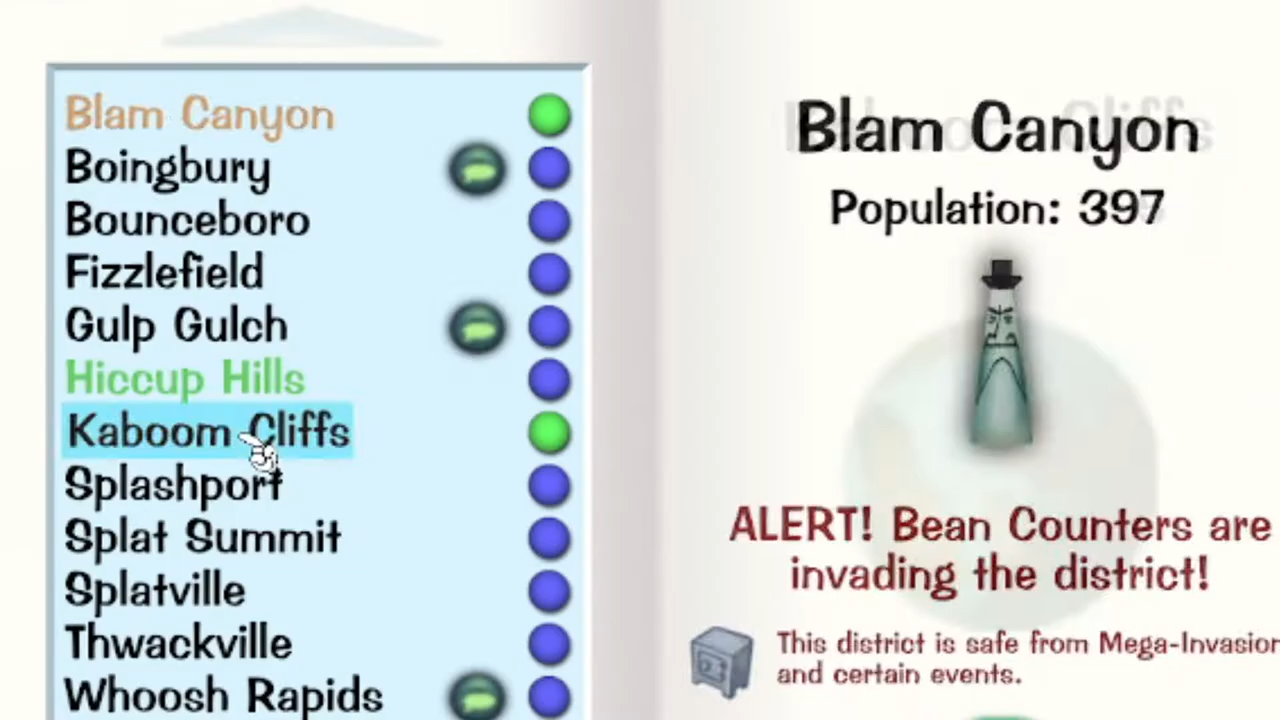 Blam Canyon
Boingbury
Bounceboro
Fizzlefield
Gulp Gulch
Hiccup Hills
Kaboom Cliffs
Splashport
Splat Summit
Splatville
Thwackville
Whoosh Rapids
Blam Canyon
Population: 397
ALERT! Bean Counters are
invading the district!
This district is safe from Mega-Invasion
and certain events.